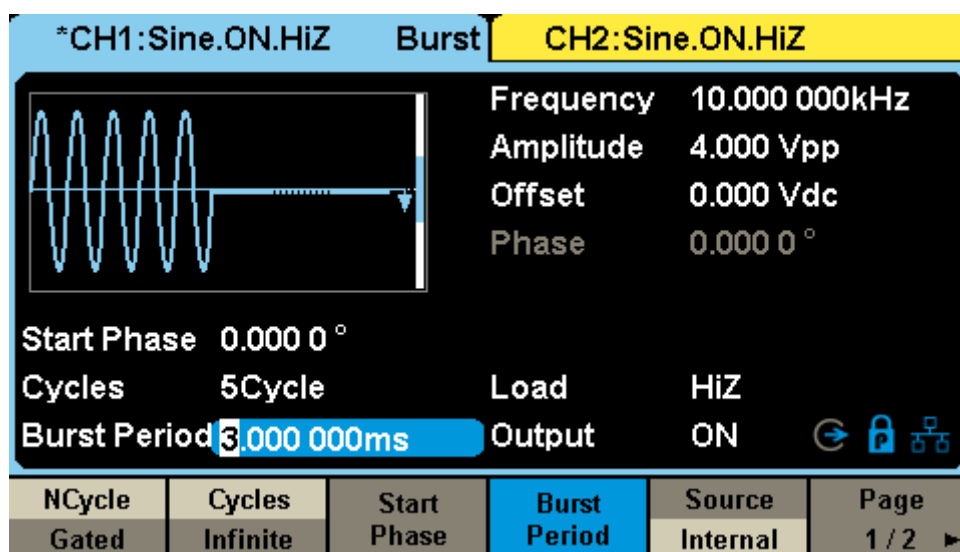 *CH1:Sine.ON.HiZ Burst CH2:Sine.ON.HiZ
Frequency 10.000 000kHz
Amplitude 4.000 Vpp
Offset 0.000 Vdc
Phase 0.000 0 °
Start Phase 0.000 0 °
Cycles 5Cycle Load HiZ
Burst Period 3.000 000ms Output ON P
NCycle Cycles Start Burst Source Page
Gated Infinite Phase Period Internal 1/2 ►